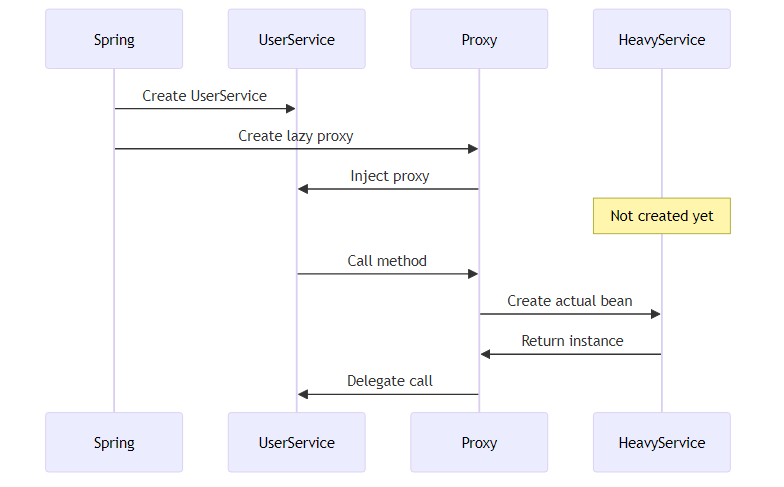 Spring
UserService
Proxy
HeavyService
Create UserService
Create lazy proxy
Inject proxy
Not created yet
Call method
Create actual bean
Return instance
Delegate call
Spring
UserService
Proxy
HeavyService